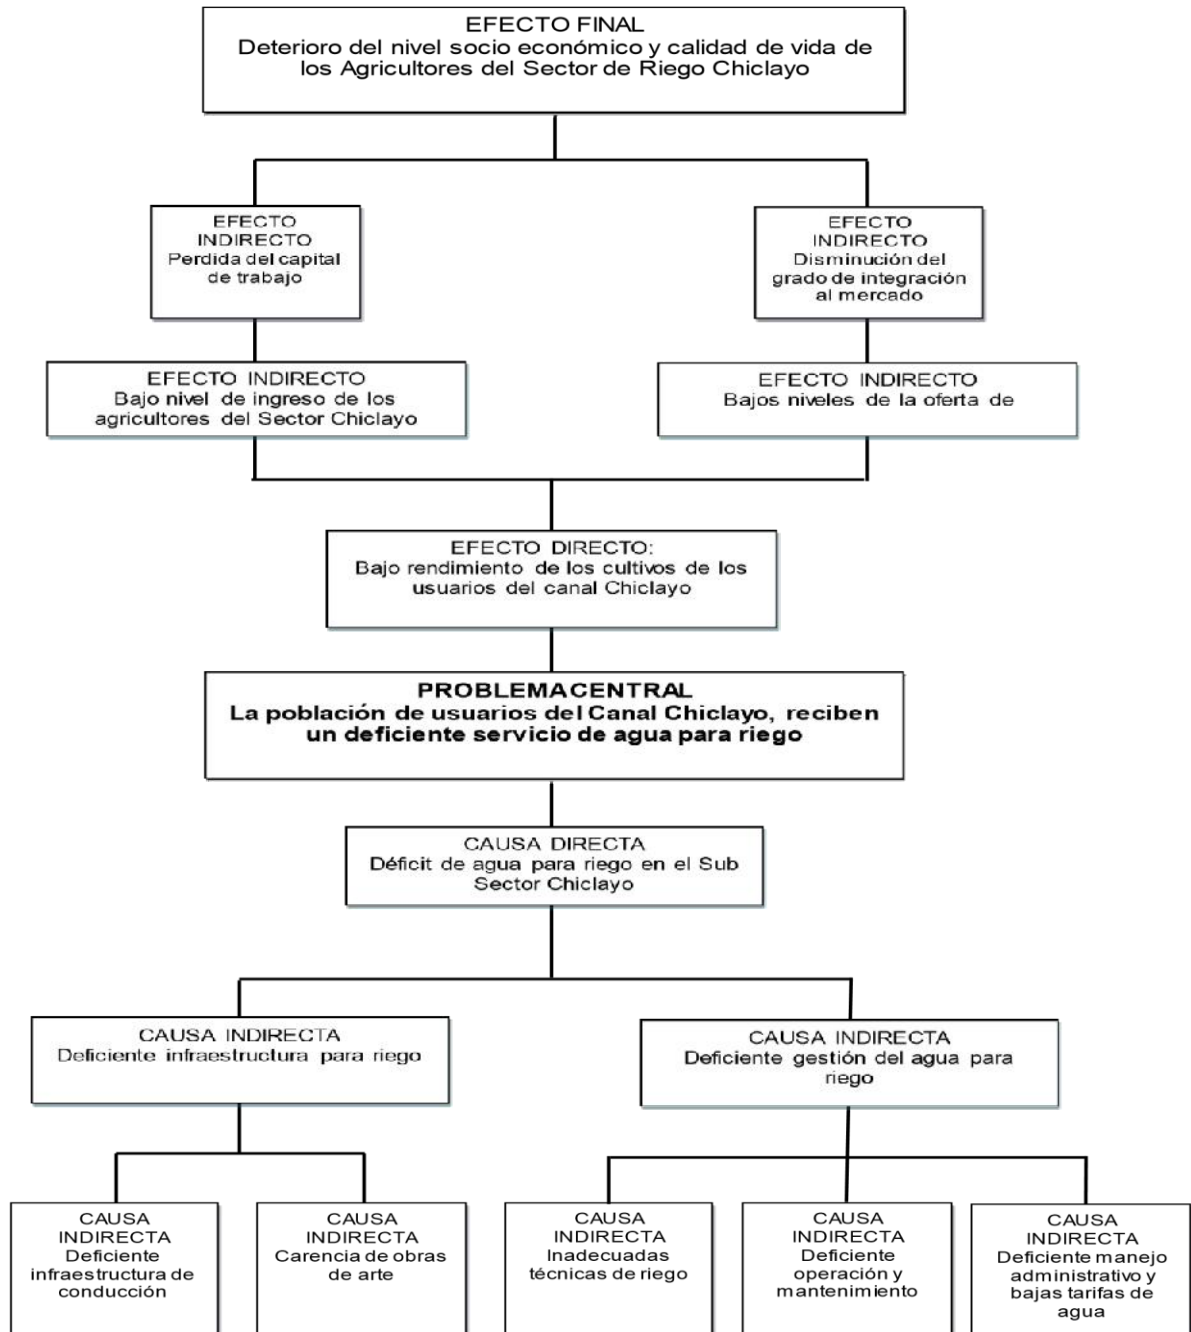 EFECTO FINAL
Deterioro del nivel socio económico y calidad de vida de
los Agricultores del Sector de Riego Chiclayo
EFECTO
INDIRECTO
Perdida del capital
de trabajo
EFECTO
INDIRECTO
Disminución del
grado de integración
al mercado
EFECTO INDIRECTO
Bajo nivel de ingreso de los
agricultores del Sector Chiclayo
EFECTO INDIRECTO
Bajos niveles de la oferta de
EFECTO DIRECTO:
Bajo rendimiento de los cultivos de los
usuarios del canal Chiclayo
PROBLEMACENTRAL
La población de usuarios del Canal Chiclayo, reciben
un deficiente servicio de agua para riego
CAUSA DIRECTA
Déficit de agua para riego en el Sub
Sector Chiclayo
CAUSA INDIRECTA
Deficiente infraestructura para riego
CAUSA INDIRECTA
Deficiente gestión del agua para
riego
CAUSA
INDIRECTA
Deficiente
infraestructura de
conducción
CAUSA
INDIRECTA
Carencia de obras
de arte
CAUSA
INDIRECTA
Inadecuadas
técnicas de riego
CAUSA
INDIRECTA
Deficiente
operación y
mantenimiento
CAUSA
INDIRECTA
Deficiente manejo
administrativo y
bajas tarifas de
agua